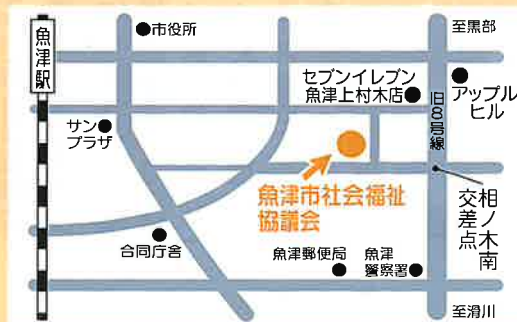 魚津駅
市役所
至黒部
セブンイレブン
魚津上村木店
アップル
ヒル
旧8号線
サン
プラザ
魚津市社会福祉
協議会
相ノ木南
交差点
合同庁舎
魚津郵便局
魚津
警察署
至滑川